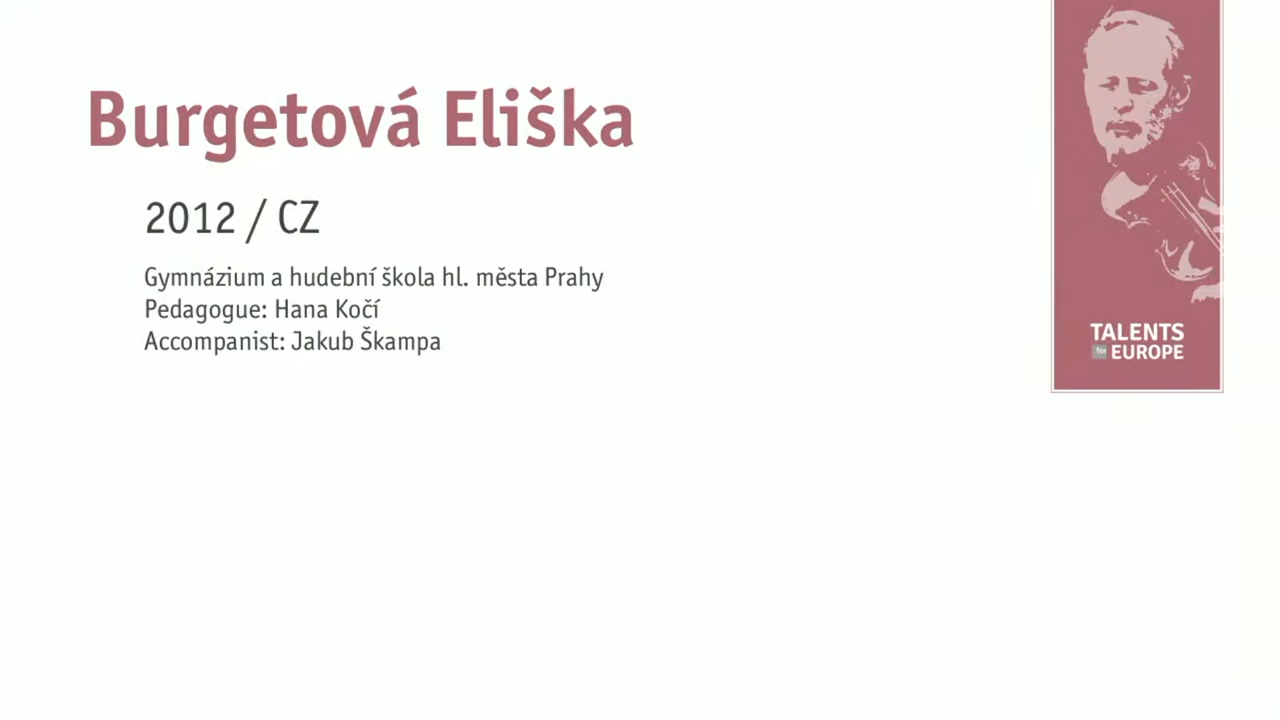 Burgetová Eliška
2012 / CZ
Gymnázium a hudební škola hl. města Prahy
Pedagogue: Hana Kočí
Accompanist: Jakub Škampa
TALENTS
for EUROPE